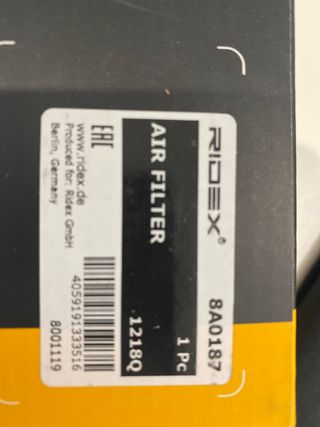 RIDEX® 8A0187
1 Pc
AIR FILTER 1218Q
EAC
www.ridex.de
Produced for: Ridex GmbH
Berlin, Germany
4059191333516
8001119